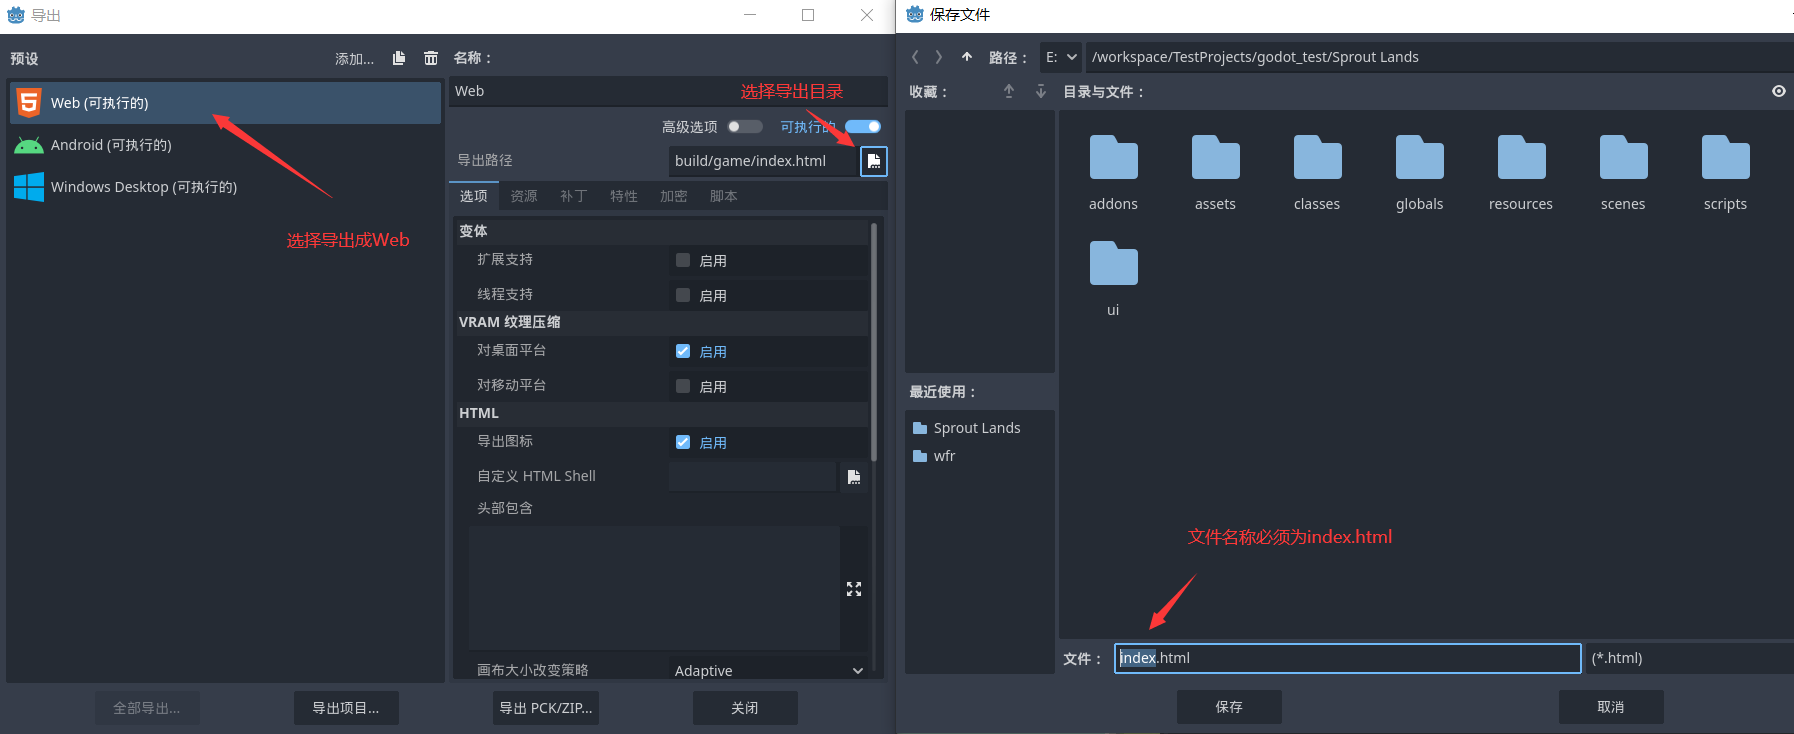 导出
预设
添加...
Web (可执行的)
Android (可执行的)
Windows Desktop (可执行的)
选择导出成Web
全部导出...
导出项目...
名称：
Web
选择导出目录
高级选项
可执行的
导出路径
build/game/index.html
选项 资源 补丁 特性 加密 脚本
变体
扩展支持 启用
线程支持 启用
VRAM 纹理压缩
对桌面平台 启用
对移动平台 启用
HTML
导出图标 启用
自定义 HTML Shell
头部包含
画布大小改变策略 Adaptive
导出 PCK/ZIP...
关闭
保存文件
路径： E: /workspace/TestProjects/godot_test/Sprout Lands
收藏：
目录与文件：
addons assets classes globals resources scenes scripts
ui
最近使用：
Sprout Lands
wfr
文件名称必须为index.html
文件： index.html (*.html)
保存 取消